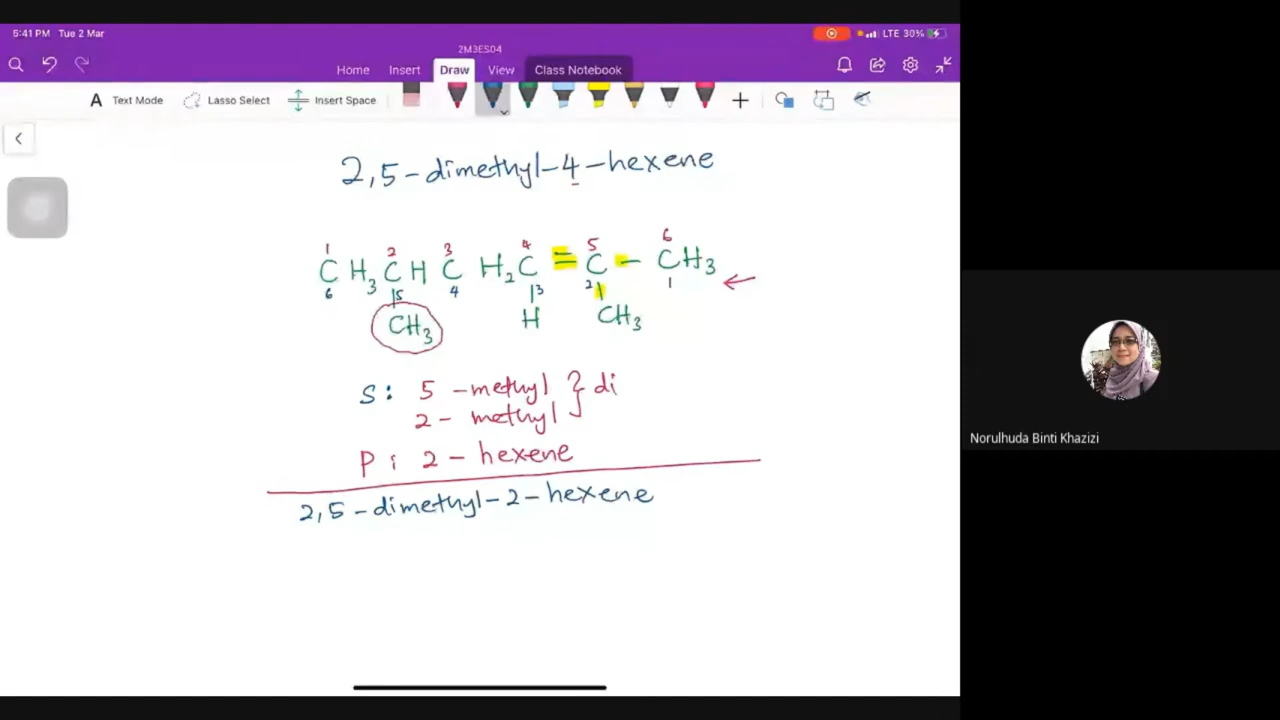 5:41 PM Tue 2 Mar
LTE 30%
2M3ES04
Home Insert Draw View Class Notebook
A Text Mode Lasso Select Insert Space
2,5-dimethyl-4-hexene
1 2 3 4 5 6
CH3CHCH2C=C-CH3
6 5 4 3 2 1
CH3 H CH3
S: 5 -methyl } di
2- methyl
P: 2 - hexene
2,5-dimethyl-2-hexene
Norulhuda Binti Khazizi